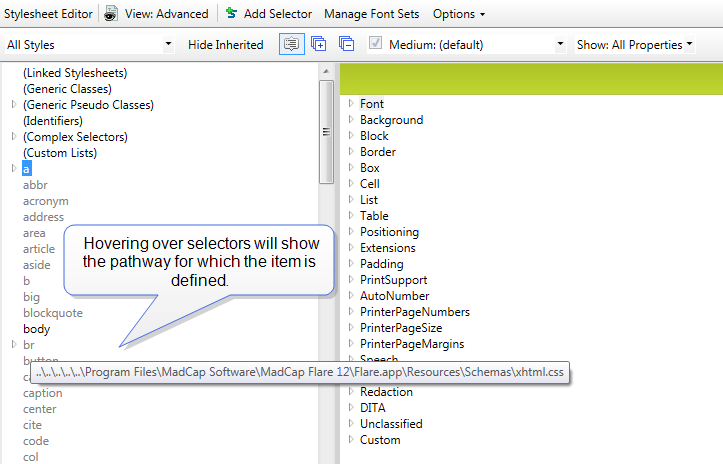 Stylesheet Editor View: Advanced Add Selector Manage Font Sets Options
All Styles Hide Inherited Medium: (default) Show: All Properties
(Linked Stylesheets)
(Generic Classes)
(Generic Pseudo Classes)
(Identifiers)
(Complex Selectors)
(Custom Lists)
a
abbr
acronym
address
area
article
aside
b
big
blockquote
body
br
button
caption
center
cite
code
col
Hovering over selectors will show
the pathway for which the item is
defined.
..\..\..\..\..\Program Files\MadCap Software\MadCap Flare 12\Flare.app\Resources\Schemas\xhtml.css
Font
Background
Block
Border
Box
Cell
List
Table
Positioning
Extensions
Padding
PrintSupport
AutoNumber
PrinterPageNumbers
PrinterPageSize
PrinterPageMargins
Speech
Redaction
DITA
Unclassified
Custom